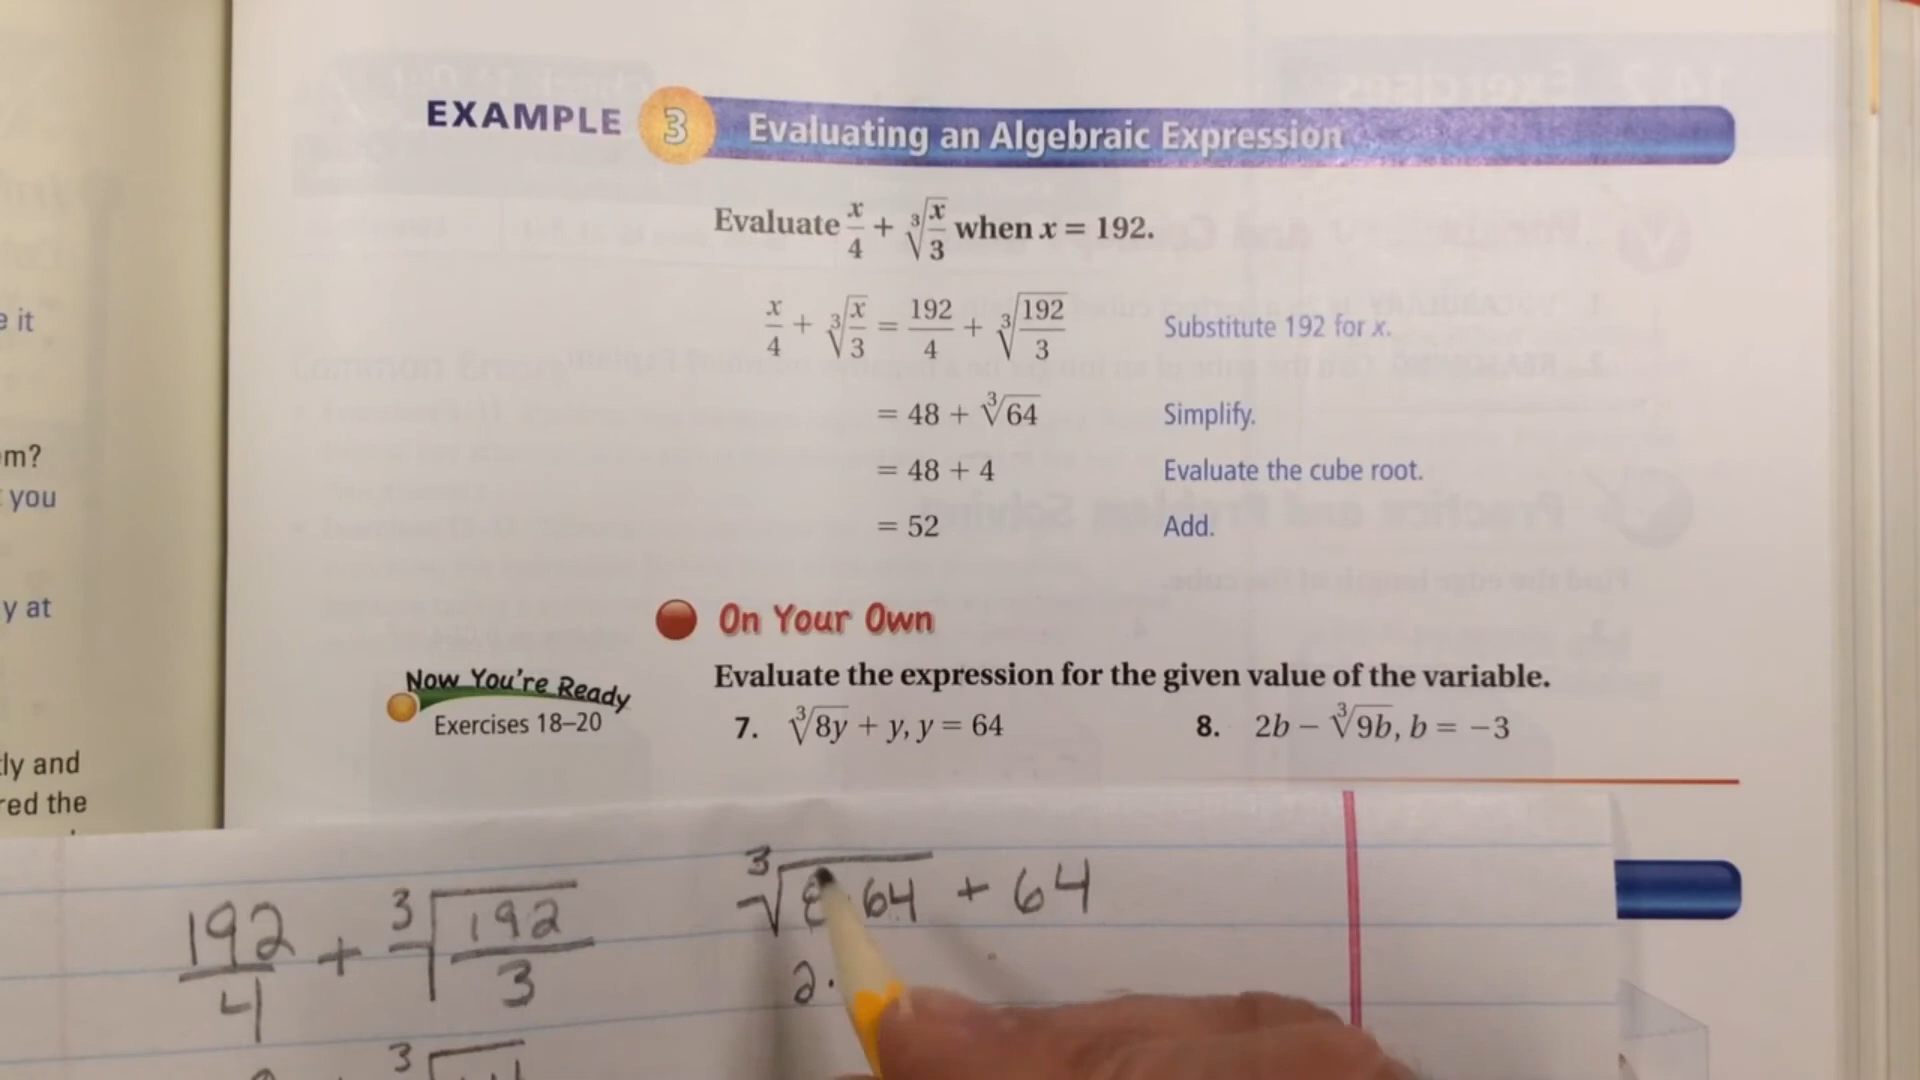 EXAMPLE 3 Evaluating an Algebraic Expression
Evaluate x/4 + ∛(x/3) when x = 192.
x/4 + ∛(x/3) = 192/4 + ∛(192/3) Substitute 192 for x.
= 48 + ∛64 Simplify.
= 48 + 4 Evaluate the cube root.
= 52 Add.
On Your Own
Now You're Ready
Exercises 18–20
Evaluate the expression for the given value of the variable.
7. ∛8y + y, y = 64 8. 2b − ∛9b, b = −3
e it
m?
you
y at
ly and
red the
192/4 + ∛(192/3)
∛(8·64) + 64
2·